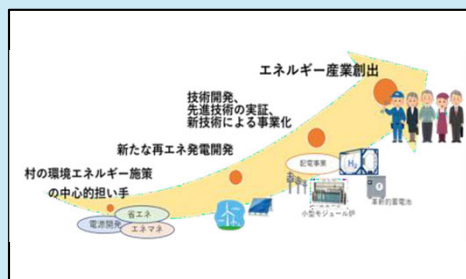 エネルギー産業創出
技術開発、
先進技術の実証、
新技術による事業化
新たな再エネ発電開発
村の環境エネルギー施策
の中心的担い手
省エネ
電源開発
エネマネ
配電事業
H₂
小型モジュール炉
革新的蓄電池